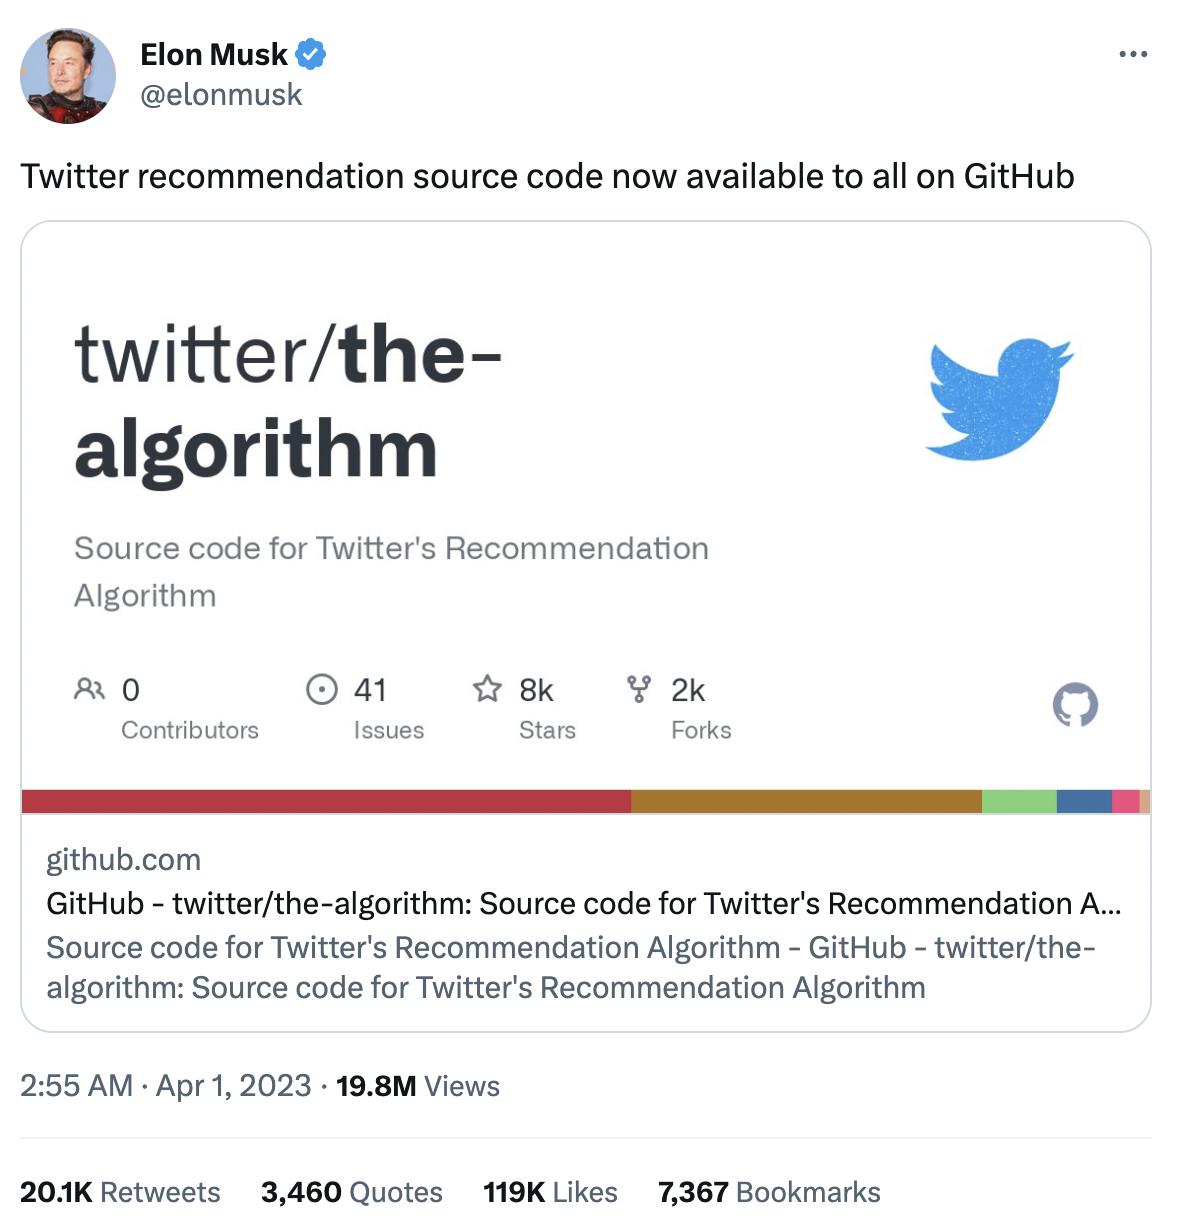 Elon Musk
@elonmusk
Twitter recommendation source code now available to all on GitHub
twitter/the-
algorithm
Source code for Twitter's Recommendation
Algorithm
0 41 8k 2k
Contributors Issues Stars Forks
github.com
GitHub - twitter/the-algorithm: Source code for Twitter's Recommendation A...
Source code for Twitter's Recommendation Algorithm - GitHub - twitter/the-
algorithm: Source code for Twitter's Recommendation Algorithm
2:55 AM · Apr 1, 2023 · 19.8M Views
20.1K Retweets 3,460 Quotes 119K Likes 7,367 Bookmarks